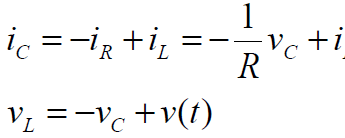 i_C = -i_R + i_L = -\frac{1}{R} v_C + i
v_L = -v_C + v(t)